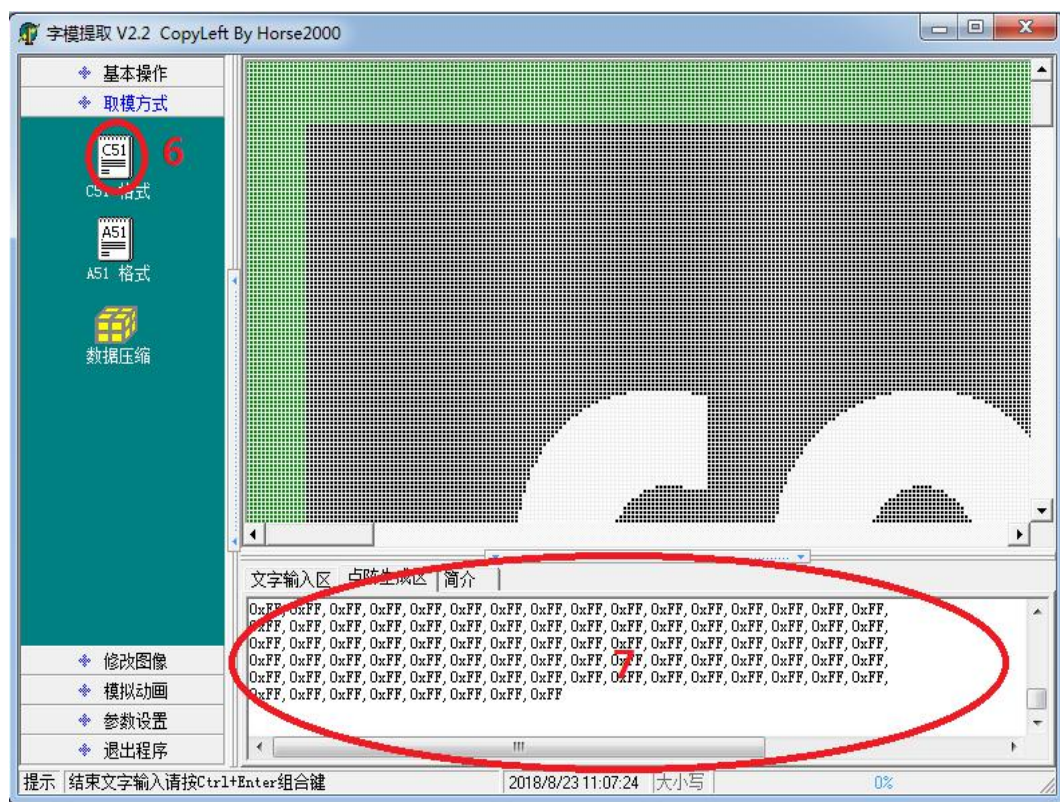 字模提取 V2.2 CopyLeft By Horse2000
基本操作
取模方式
C51
6
C51 格式
A51
A51 格式
数据压缩
修改图像
模拟动画
参数设置
退出程序
文字输入区 点阵生成区 简介
0xFF, 0xFF, 0xFF, 0xFF, 0xFF, 0xFF, 0xFF, 0xFF, 0xFF, 0xFF, 0xFF, 0xFF, 0xFF, 0xFF, 0xFF, 0xFF,
0xFF, 0xFF, 0xFF, 0xFF, 0xFF, 0xFF, 0xFF, 0xFF, 0xFF, 0xFF, 0xFF, 0xFF, 0xFF, 0xFF, 0xFF, 0xFF,
0xFF, 0xFF, 0xFF, 0xFF, 0xFF, 0xFF, 0xFF, 0xFF, 0xFF, 0xFF, 0xFF, 0xFF, 0xFF, 0xFF, 0xFF, 0xFF,
0xFF, 0xFF, 0xFF, 0xFF, 0xFF, 0xFF, 0xFF, 0xFF, 0xFF, 0xFF, 0xFF, 0xFF, 0xFF, 0xFF, 0xFF, 0xFF,
0xFF, 0xFF, 0xFF, 0xFF, 0xFF, 0xFF, 0xFF, 0xFF, 0xFF, 0xFF, 0xFF, 0xFF, 0xFF, 0xFF, 0xFF, 0xFF,
0xFF, 0xFF, 0xFF, 0xFF, 0xFF, 0xFF, 0xFF, 0xFF
7
提示 结束文字输入请按Ctrl+Enter组合键 2018/8/23 11:07:24 大小写 0%